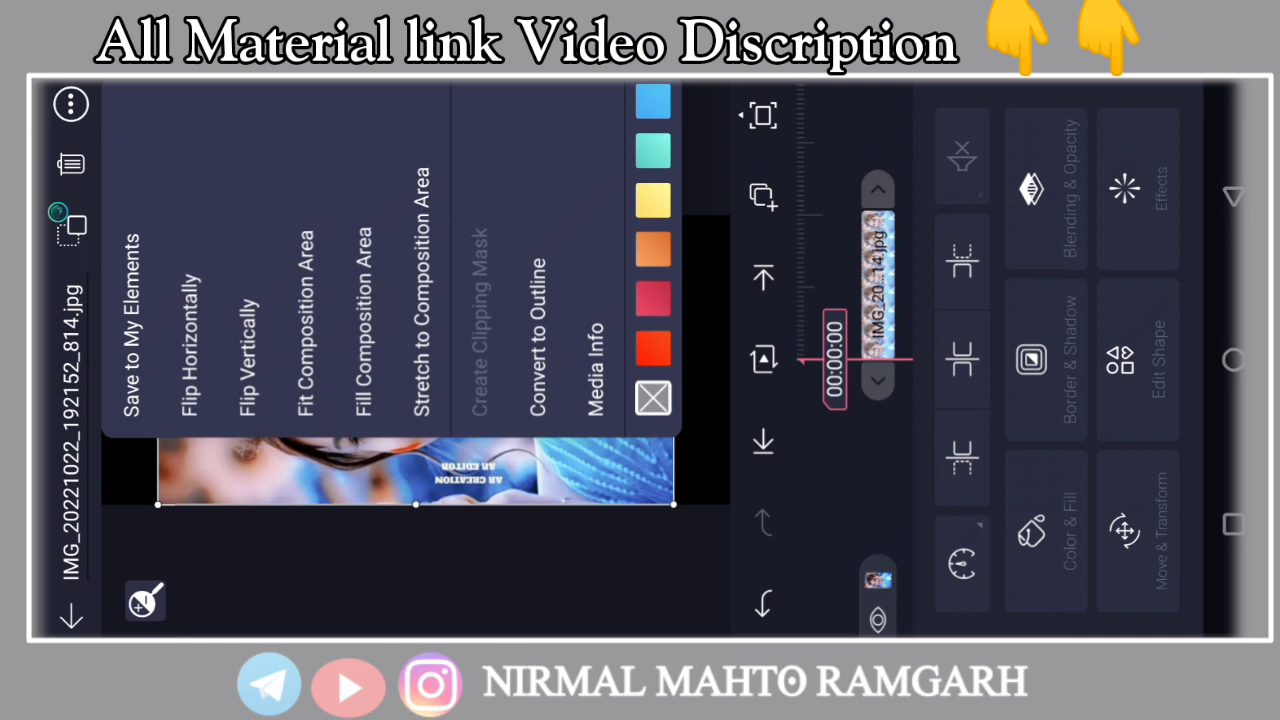 All Material link Video Discription
IMG_20221022_192152_814.jpg
Save to My Elements
Flip Horizontally
Flip Vertically
Fit Composition Area
Fill Composition Area
Stretch to Composition Area
Create Clipping Mask
Convert to Outline
Media Info
AR CREATION
AR EDITOR
00:00:00
IMG_20...14.jpg
Color & Fill
Border & Shadow
Blending & Opacity
Move & Transform
Edit Shape
Effects
NIRMAL MAHTO RAMGARH